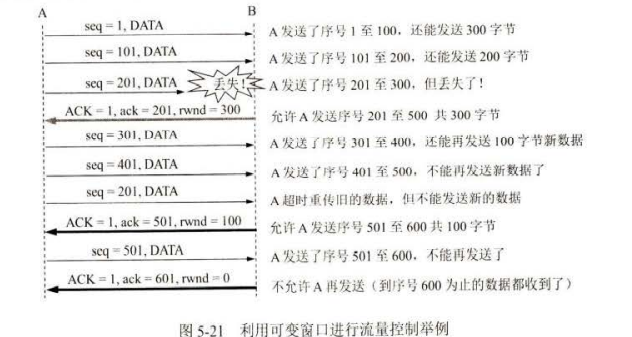 A B
seq = 1, DATA A 发送了序号 1 至 100，还能发送 300 字节
seq = 101, DATA A 发送了序号 101 至 200，还能发送 200 字节
seq = 201, DATA 丢失! A 发送了序号 201 至 300，但丢失了!
ACK = 1, ack = 201, rwnd = 300 允许 A 发送序号 201 至 500 共 300 字节
seq = 301, DATA A 发送了序号 301 至 400，还能再发送 100 字节新数据
seq = 401, DATA A 发送了序号 401 至 500，不能再发送新数据了
seq = 201, DATA A 超时重传旧的数据，但不能发送新的数据
ACK = 1, ack = 501, rwnd = 100 允许 A 发送序号 501 至 600 共 100 字节
seq = 501, DATA A 发送了序号 501 至 600，不能再发送了
ACK = 1, ack = 601, rwnd = 0 不允许 A 再发送（到序号 600 为止的数据都收到了）
图 5-21 利用可变窗口进行流量控制举例